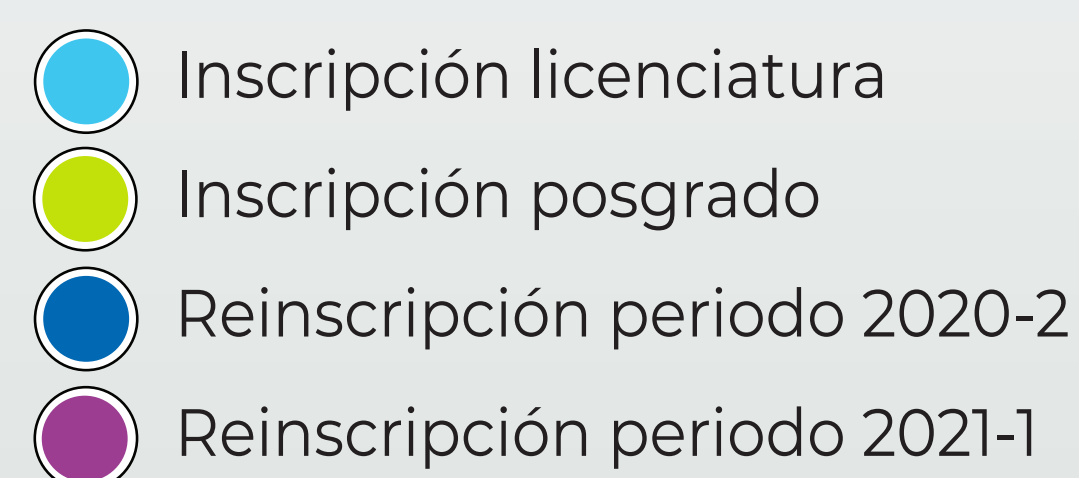 Inscripción licenciatura
Inscripción posgrado
Reinscripción periodo 2020-2
Reinscripción periodo 2021-1